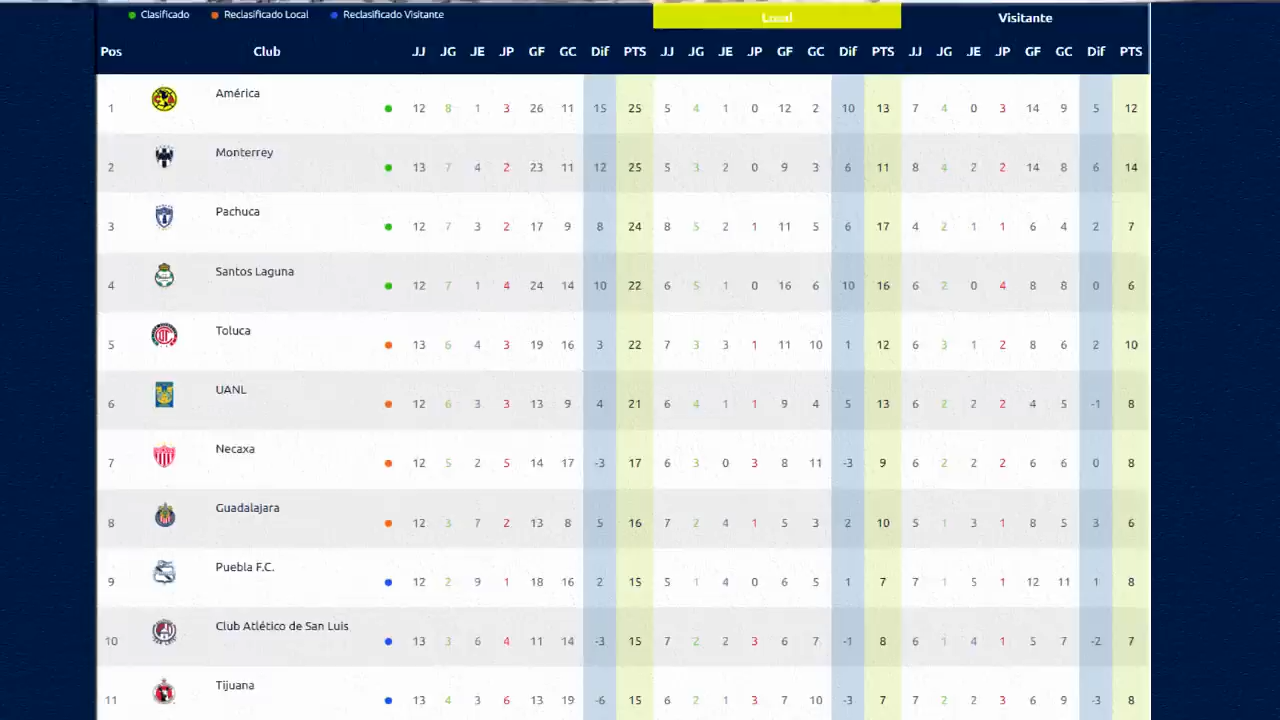 Clasificado Reclasificado Local Reclasificado Visitante Local Visitante
Pos Club JJ JG JE JP GF GC Dif PTS JJ JG JE JP GF GC Dif PTS JJ JG JE JP GF GC Dif PTS
1 América 12 8 1 3 26 11 15 25 5 4 1 0 12 2 10 13 7 4 0 3 14 9 5 12
2 Monterrey 13 7 4 2 23 11 12 25 5 3 2 0 9 3 6 11 8 4 2 2 14 8 6 14
3 Pachuca 12 7 3 2 17 9 8 24 8 5 2 1 11 5 6 17 4 2 1 1 6 4 2 7
4 Santos Laguna 12 7 1 4 24 14 10 22 6 5 1 0 16 6 10 16 6 2 0 4 8 8 0 6
5 Toluca 13 6 4 3 19 16 3 22 7 3 3 1 11 10 1 12 6 3 1 2 8 6 2 10
6 UANL 12 6 3 3 13 9 4 21 6 4 1 1 9 4 5 13 6 2 2 2 4 5 -1 8
7 Necaxa 12 5 2 5 14 17 -3 17 6 3 0 3 8 11 -3 9 6 2 2 2 6 6 0 8
8 Guadalajara 12 3 7 2 13 8 5 16 7 2 4 1 5 3 2 10 5 1 3 1 8 5 3 6
9 Puebla F.C. 12 2 9 1 18 16 2 15 5 1 4 0 6 5 1 7 7 1 5 1 12 11 1 8
10 Club Atlético de San Luis 13 3 6 4 11 14 -3 15 7 2 2 3 6 7 -1 8 6 1 4 1 5 7 -2 7
11 Tijuana 13 4 3 6 13 19 -6 15 6 2 1 3 7 10 -3 7 7 2 2 3 6 9 -3 8